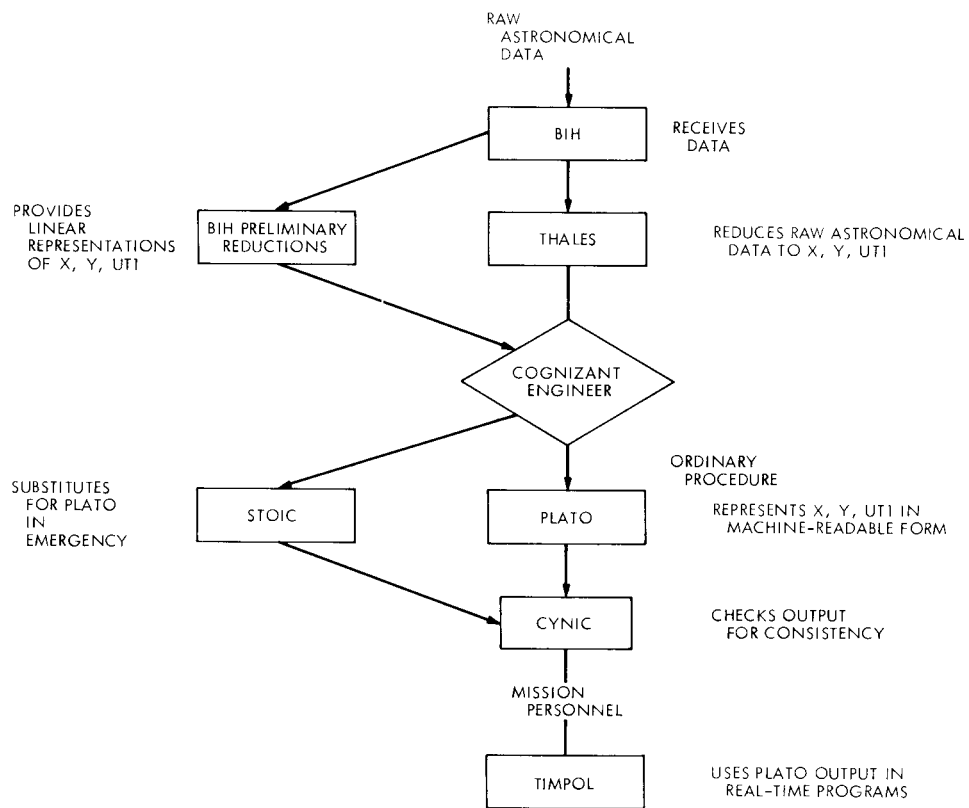 RAW
ASTRONOMICAL
DATA
BIH
RECEIVES
DATA
PROVIDES
LINEAR
REPRESENTATIONS
OF X, Y, UT1
BIH PRELIMINARY
REDUCTIONS
THALES
REDUCES RAW ASTRONOMICAL
DATA TO X, Y, UT1
COGNIZANT
ENGINEER
ORDINARY
PROCEDURE
SUBSTITUTES
FOR PLATO
IN
EMERGENCY
STOIC
PLATO
REPRESENTS X, Y, UT1 IN
MACHINE-READABLE FORM
CYNIC
CHECKS OUTPUT
FOR CONSISTENCY
MISSION
PERSONNEL
TIMPOL
USES PLATO OUTPUT IN
REAL-TIME PROGRAMS